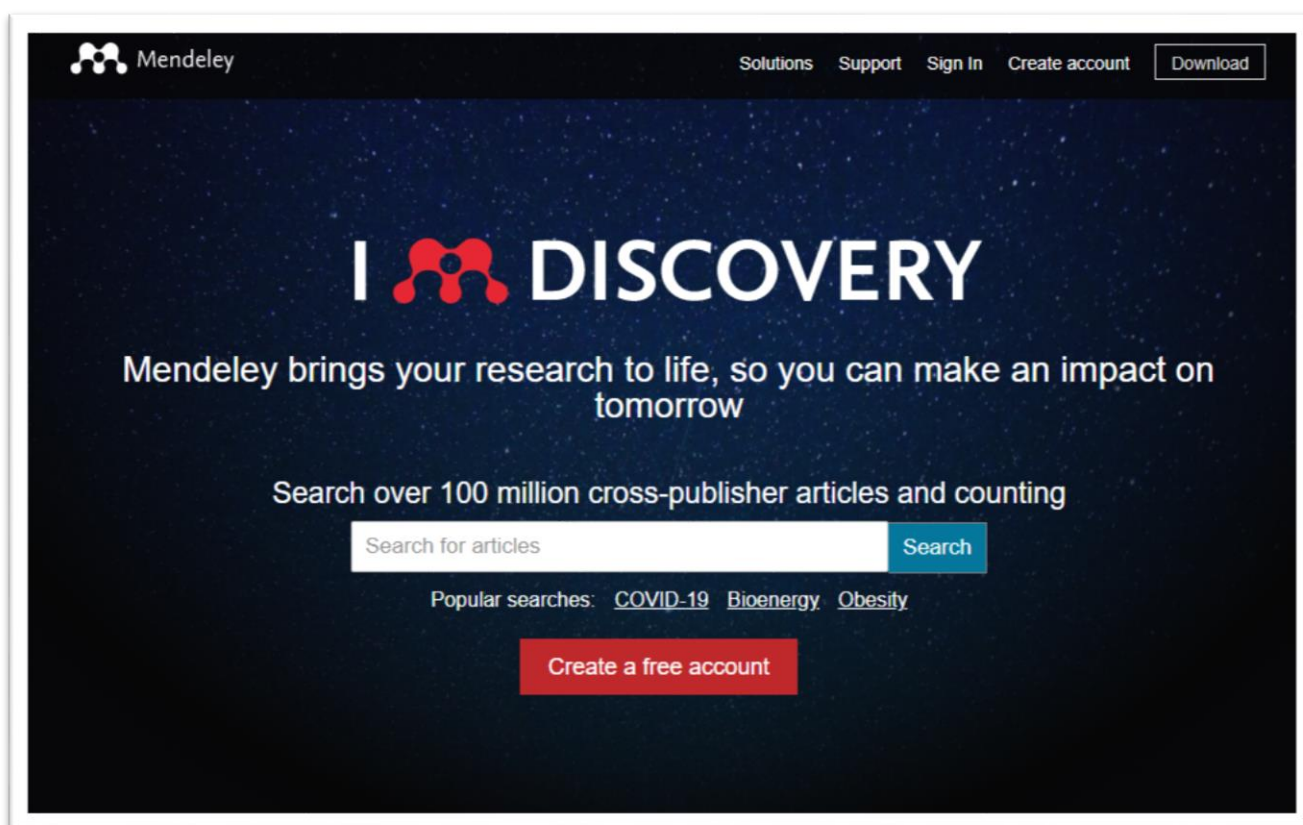 Mendeley
Solutions Support Sign In Create account Download
I DISCOVERY
Mendeley brings your research to life, so you can make an impact on
tomorrow
Search over 100 million cross-publisher articles and counting
Search for articles Search
Popular searches: COVID-19 Bioenergy Obesity
Create a free account